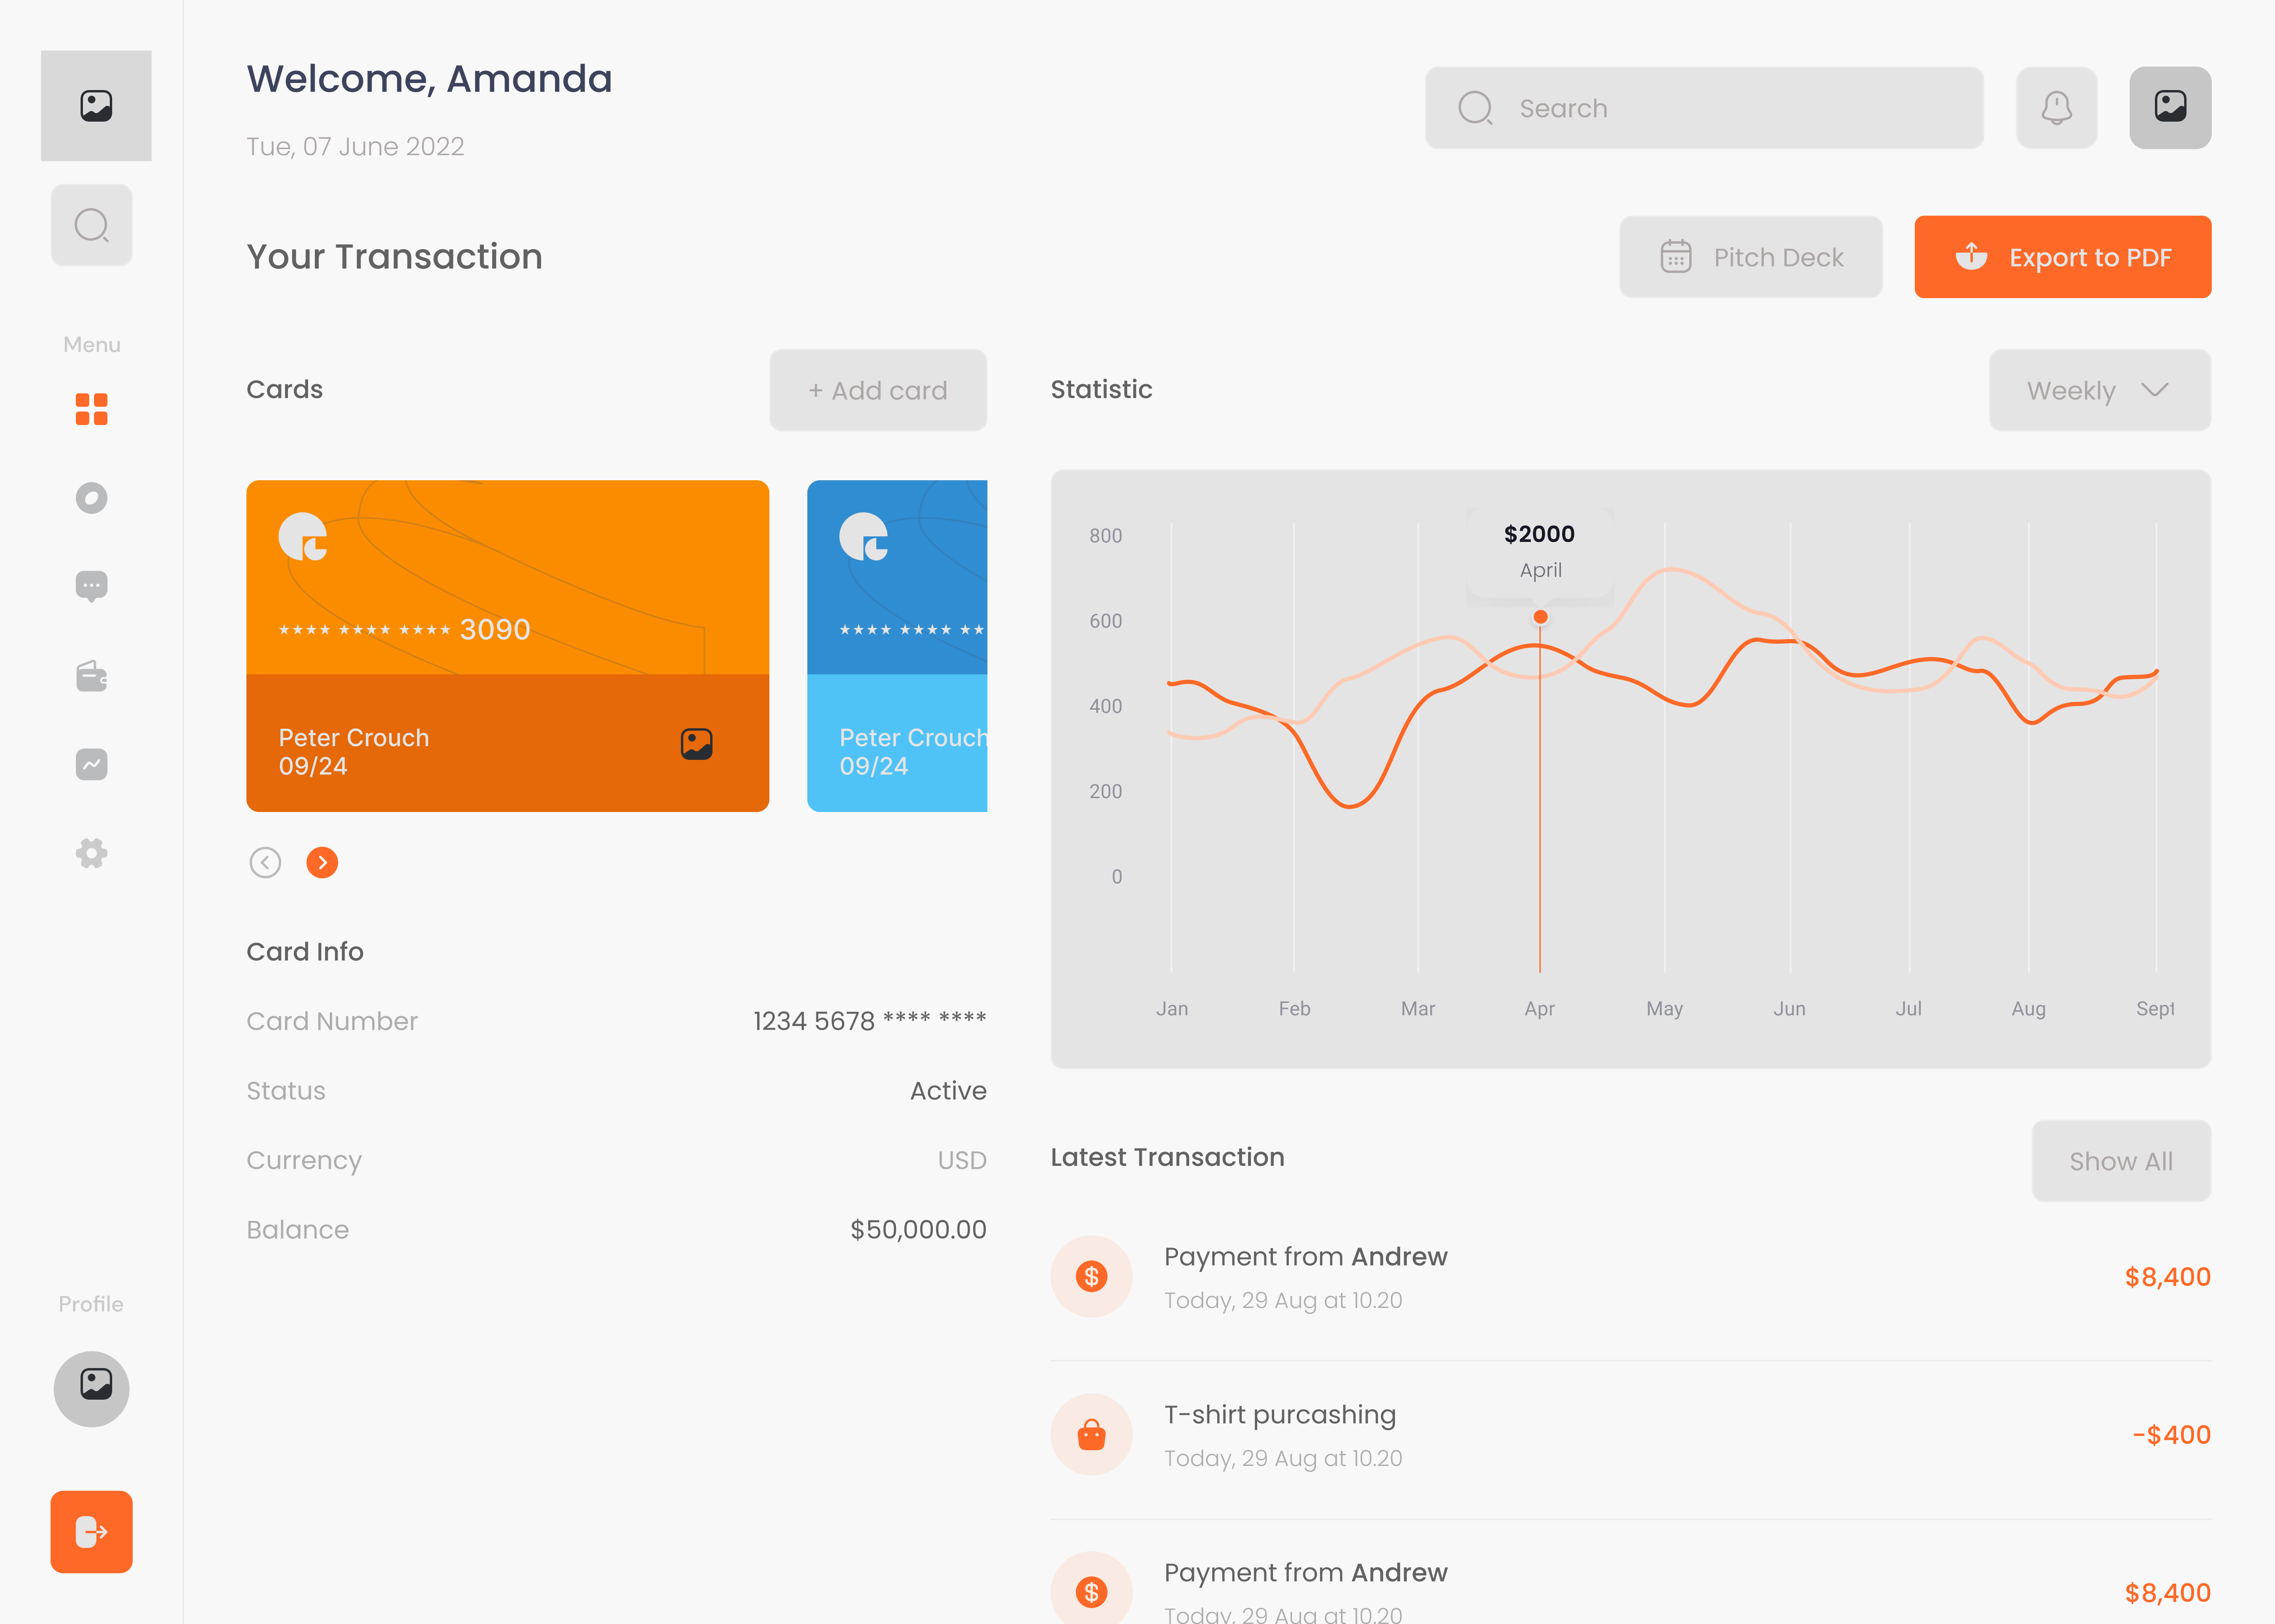 Welcome, Amanda
Tue, 07 June 2022
Search
Your Transaction
Pitch Deck
Export to PDF
Menu
Cards
+ Add card
**** **** **** 3090
Peter Crouch
09/24
**** **** **
Peter Crouch
09/24
Card Info
Card Number
1234 5678 **** ****
Status
Active
Currency
USD
Balance
$50,000.00
Profile
Statistic
Weekly
$2000
April
800
600
400
200
0
Jan
Feb
Mar
Apr
May
Jun
Jul
Aug
Sept
Latest Transaction
Show All
Payment from Andrew
Today, 29 Aug at 10.20
$8,400
T-shirt purcashing
Today, 29 Aug at 10.20
-$400
Payment from Andrew
Today, 29 Aug at 10.20
$8,400